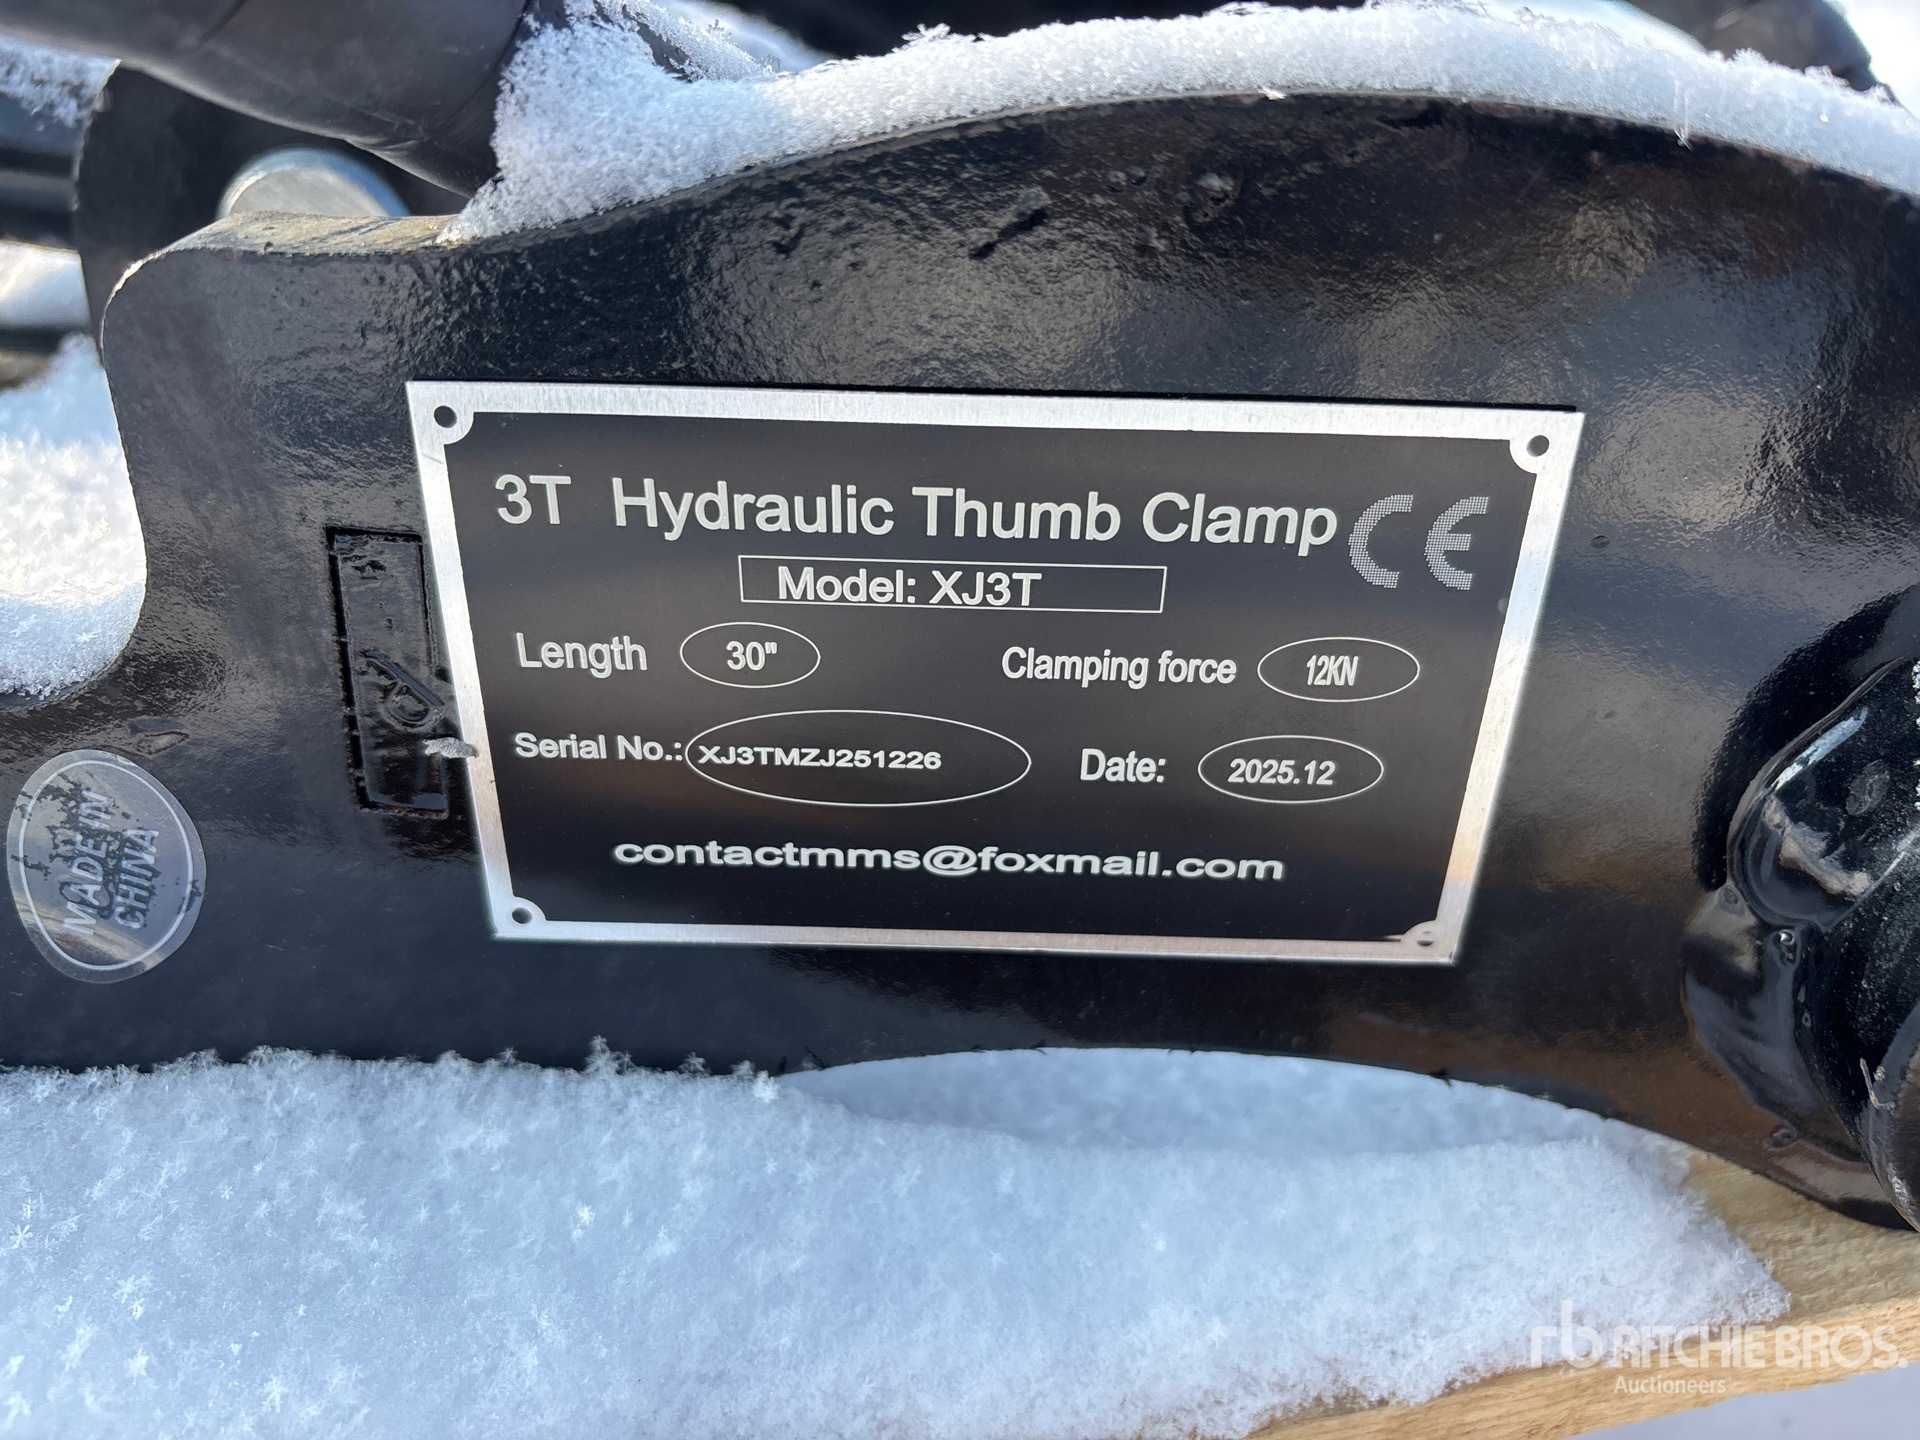 3T Hydraulic Thumb Clamp CE
Model: XJ3T
Length 30" Clamping force 12KN
Serial No.: XJ3TMZJ251226 Date: 2025.12
contactmms@foxmail.com
MADE IN
CHINA
rb RITCHIE BROS.
Auctioneers